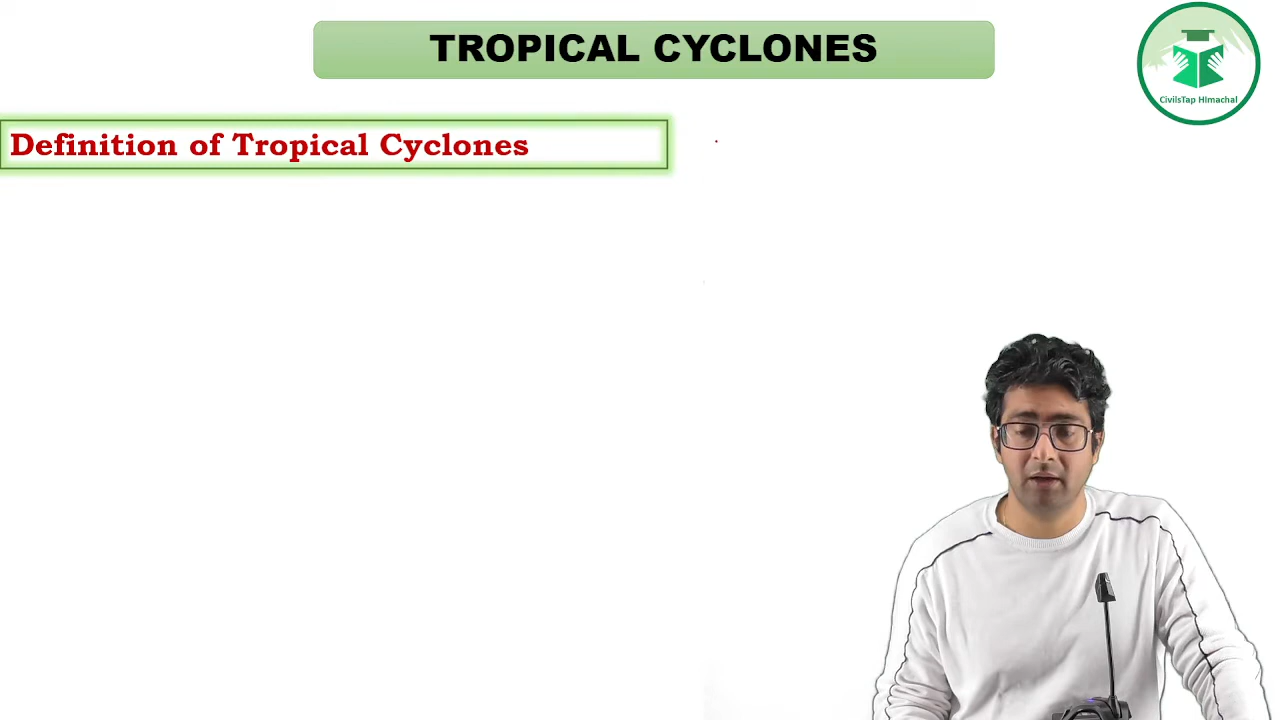 TROPICAL CYCLONES
CivilsTap HImachal
Definition of Tropical Cyclones